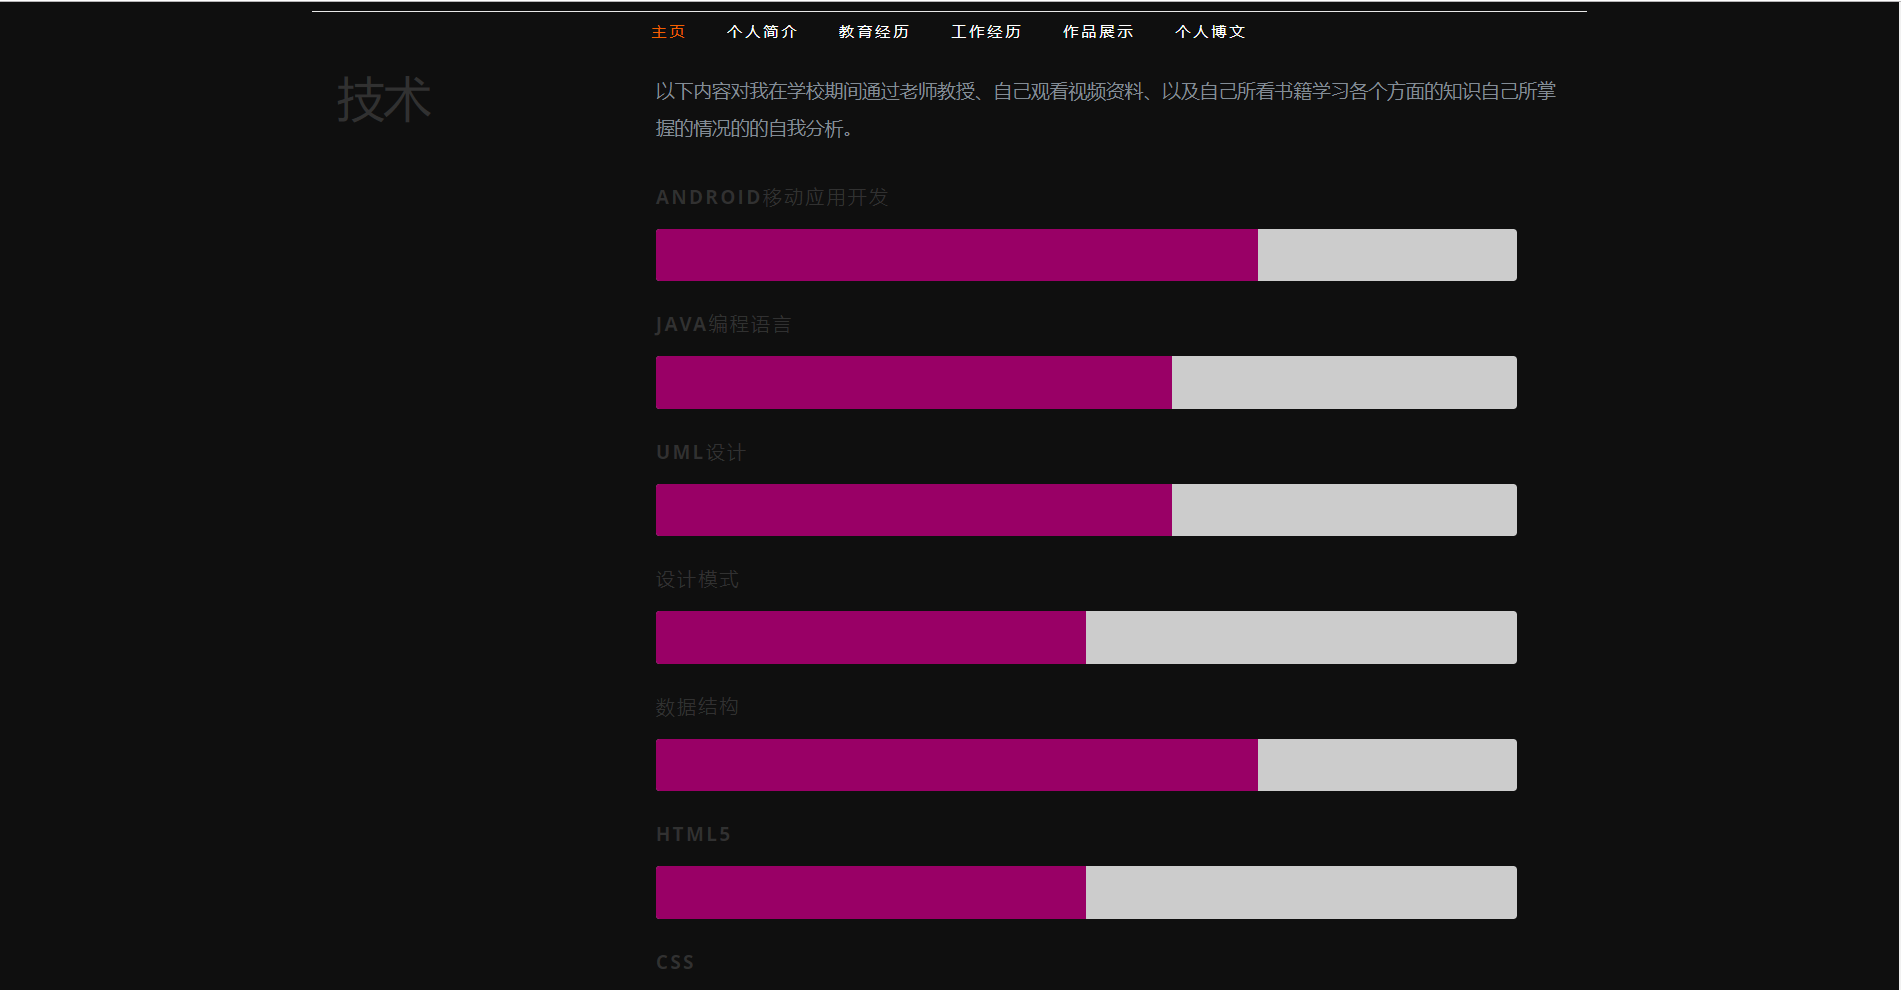 主页 个人简介 教育经历 工作经历 作品展示 个人博文
技术
以下内容对我在学校期间通过老师教授、自己观看视频资料、以及自己所看书籍学习各个方面的知识自己所掌
握的情况的的自我分析。
ANDROID移动应用开发
JAVA编程语言
UML设计
设计模式
数据结构
HTML5
CSS